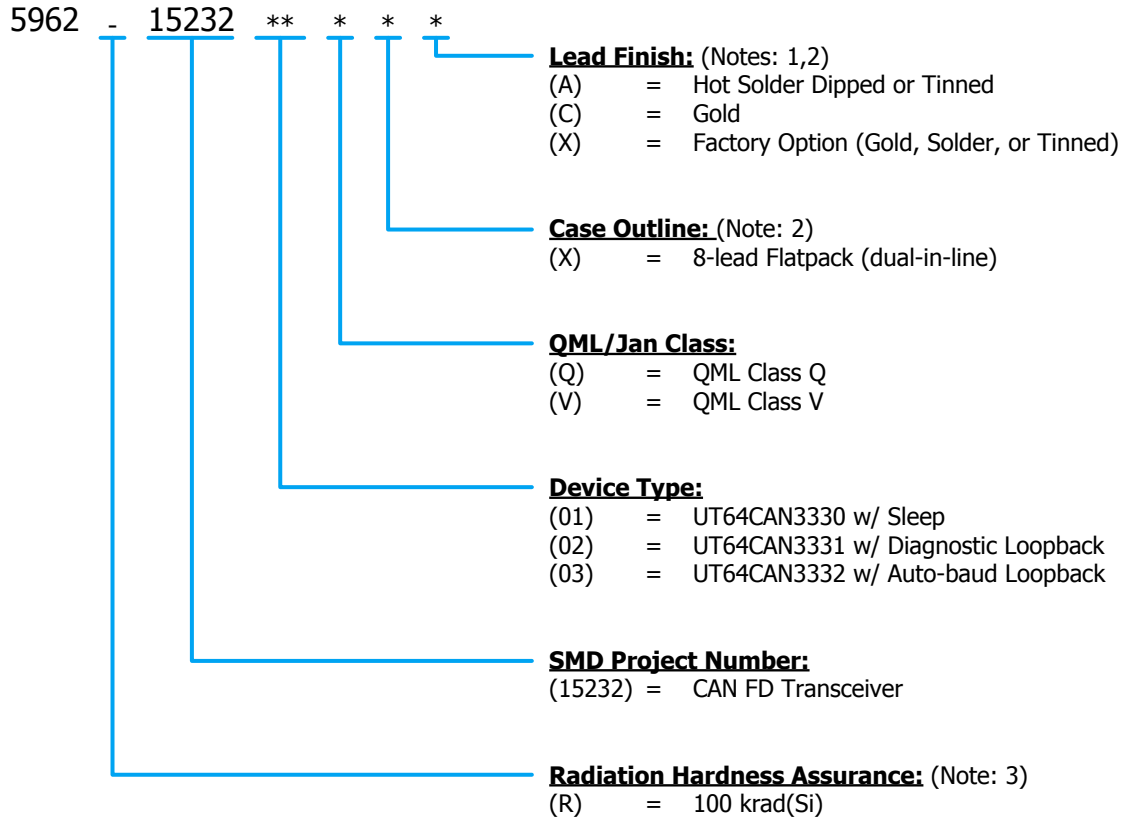 5962 - 15232 ** * * *
Lead Finish: (Notes: 1,2)
(A) = Hot Solder Dipped or Tinned
(C) = Gold
(X) = Factory Option (Gold, Solder, or Tinned)
Case Outline: (Note: 2)
(X) = 8-lead Flatpack (dual-in-line)
QML/Jan Class:
(Q) = QML Class Q
(V) = QML Class V
Device Type:
(01) = UT64CAN3330 w/ Sleep
(02) = UT64CAN3331 w/ Diagnostic Loopback
(03) = UT64CAN3332 w/ Auto-baud Loopback
SMD Project Number:
(15232) = CAN FD Transceiver
Radiation Hardness Assurance: (Note: 3)
(R) = 100 krad(Si)